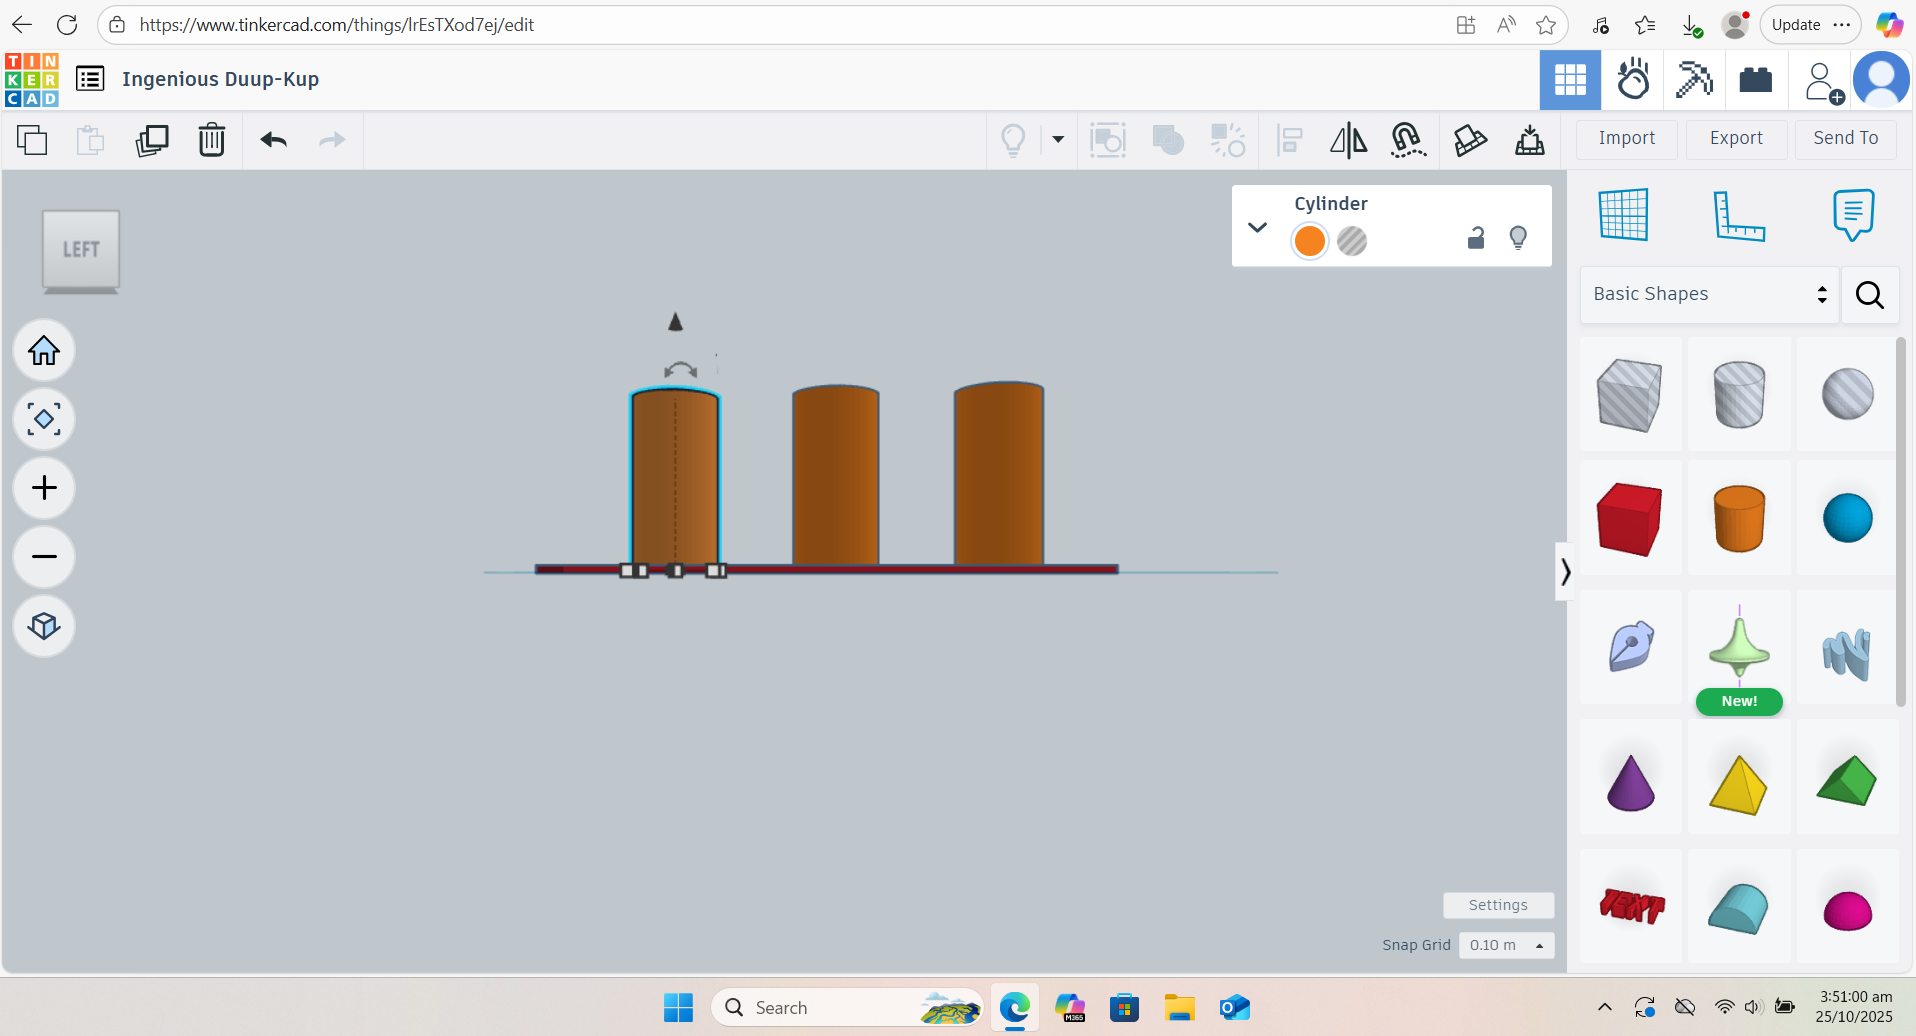 https://www.tinkercad.com/things/lrEsTXod7ej/edit
Update
TIN
KER
CAD
Ingenious Duup-Kup
Import
Export
Send To
LEFT
Cylinder
Basic Shapes
New!
TEXT
Settings
Snap Grid
0.10 m
Search
M365
3:51:00 am
25/10/2025